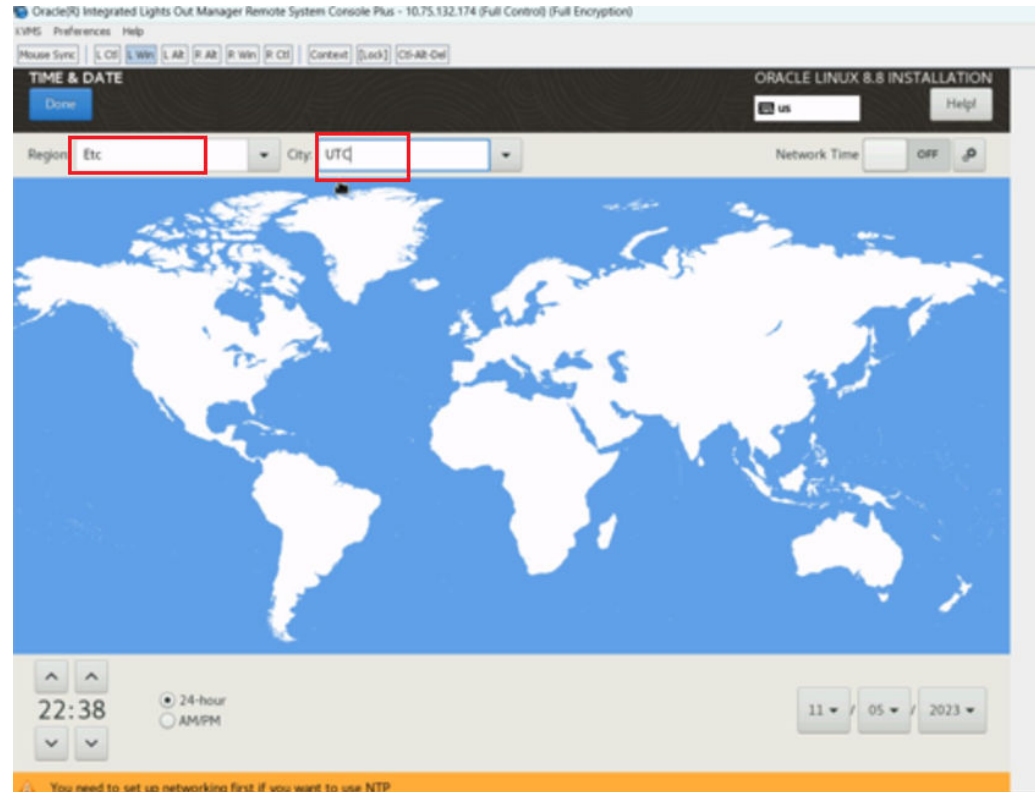 Oracle(R) Integrated Lights Out Manager Remote System Console Plus - 10.75.132.174 (Full Control) (Full Encryption)
KVMS Preferences Help
Mouse Sync L Ctl L Win L Alt R Alt R Win R Ctl Context [Lock] Ctl-Alt-Del
TIME & DATE ORACLE LINUX 8.8 INSTALLATION
Done us Help!
Region: Etc City: UTC Network Time OFF
22:38
24-hour
AM/PM
11 / 05 / 2023
You need to set up networking first if you want to use NTP